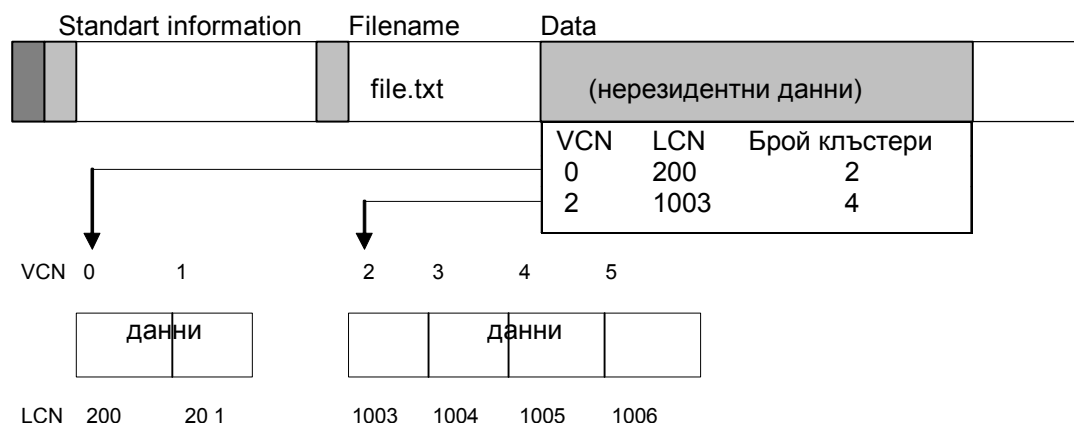 Standart information Filename Data
file.txt (нерезидентни данни)
VCN LCN Брой клъстери
0 200 2
2 1003 4
VCN 0 1 2 3 4 5
данни данни
LCN 200 20 1 1003 1004 1005 1006